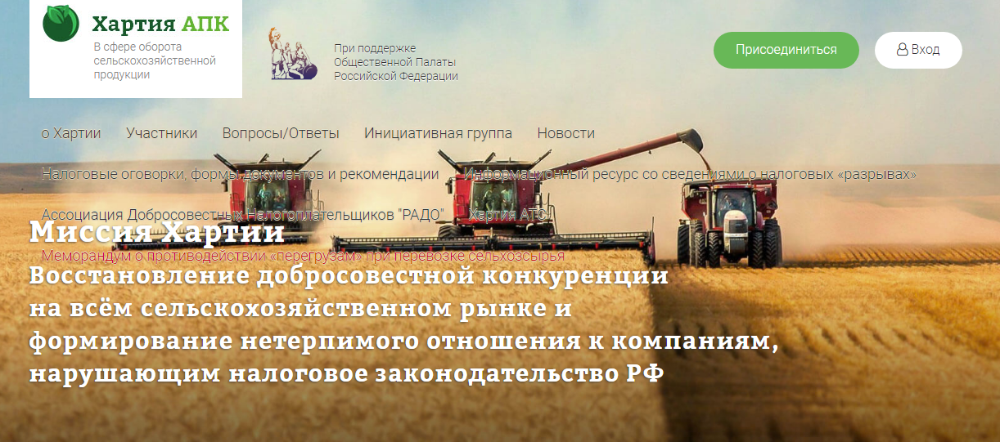 Хартия АПК
В сфере оборота
сельскохозяйственной
продукции
При поддержке
Общественной Палаты
Российской Федерации
Присоединиться
Вход
о Хартии Участники Вопросы/Ответы Инициативная группа Новости
Налоговые оговорки, формы документов и рекомендации Информационный ресурс со сведениями о налоговых «разрывах»
Ассоциация Добросовестных Налогоплательщиков "РАДО" Хартия АТС
Миссия Хартии
Меморандум о противодействии «перегрузам» при перевозке сельхозсырья
Восстановление добросовестной конкуренции
на всём сельскохозяйственном рынке и
формирование нетерпимого отношения к компаниям,
нарушающим налоговое законодательство РФ